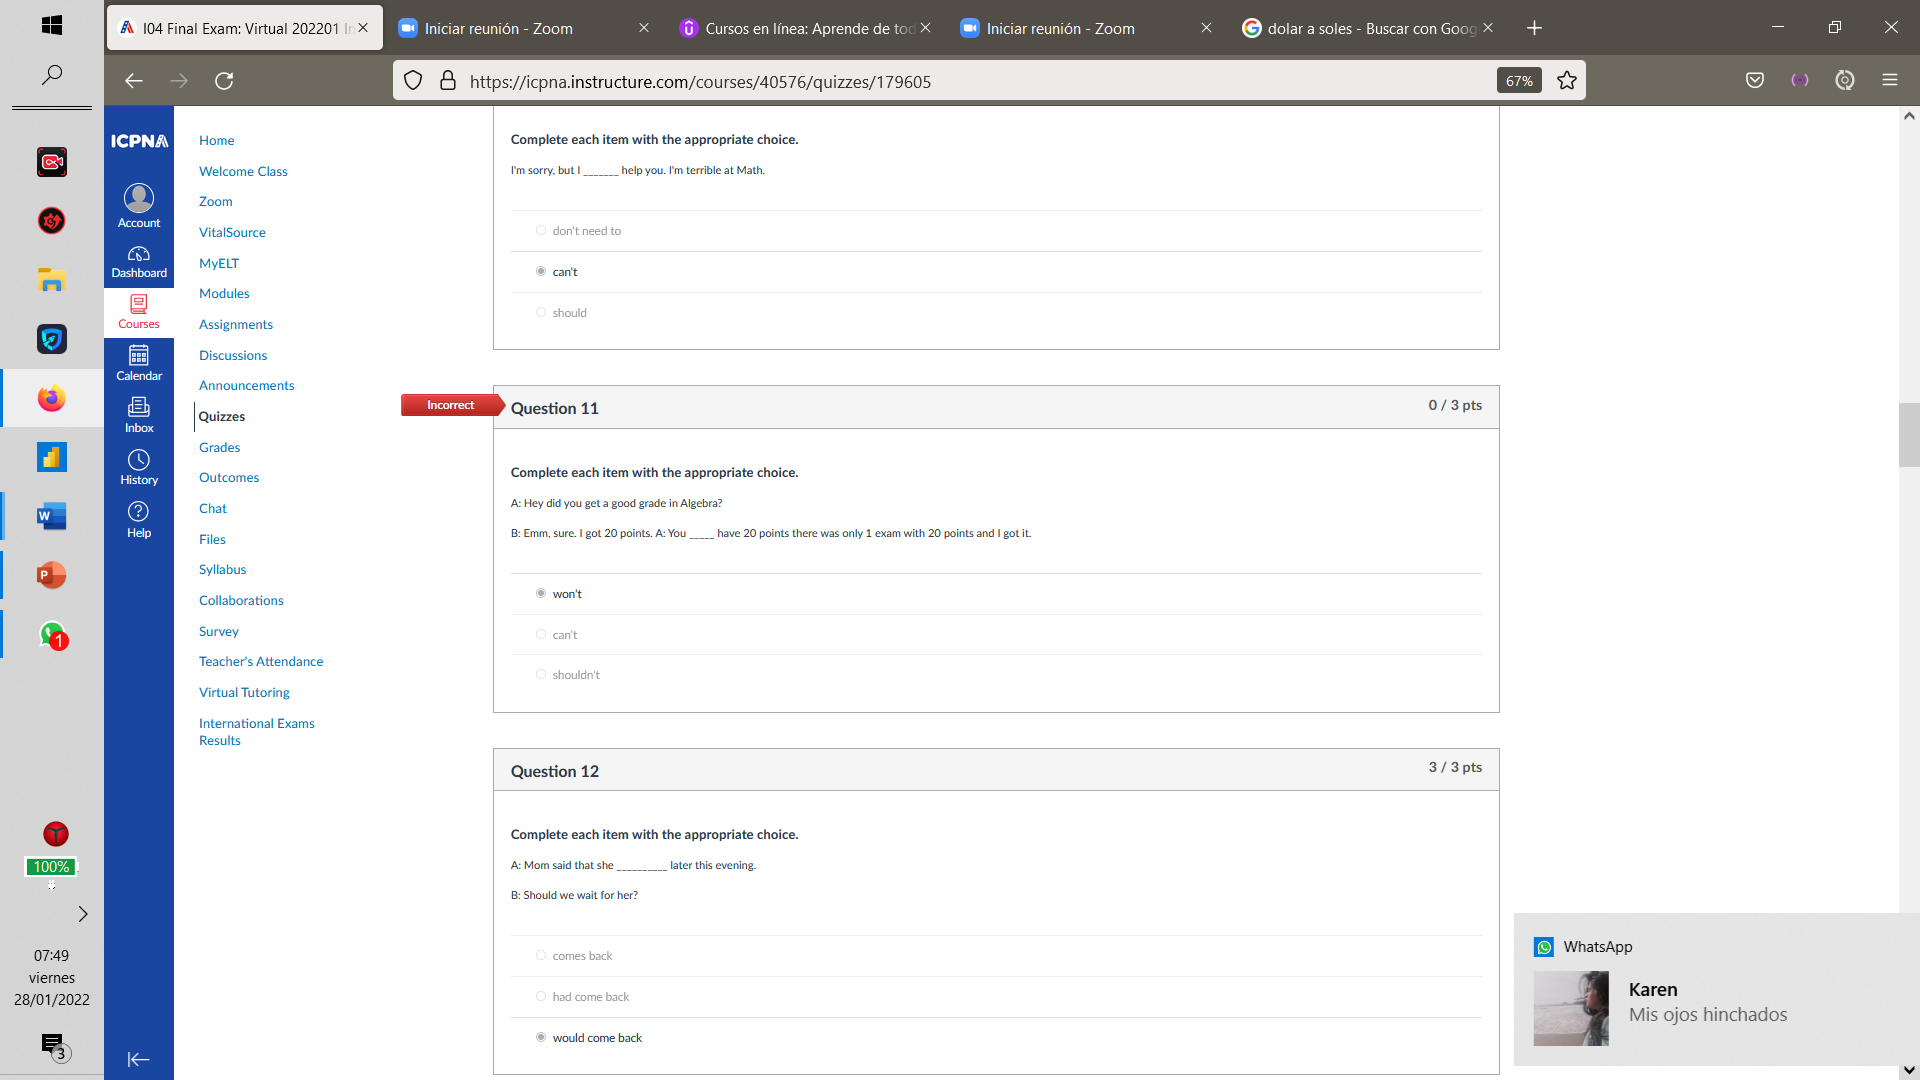 I04 Final Exam: Virtual 202201 In
Iniciar reunión - Zoom
Cursos en línea: Aprende de tod
Iniciar reunión - Zoom
dolar a soles - Buscar con Goog
https://icpna.instructure.com/courses/40576/quizzes/179605
67%
ICPNA
Account
Dashboard
Courses
Calendar
Inbox
History
Help
Home
Welcome Class
Zoom
VitalSource
MyELT
Modules
Assignments
Discussions
Announcements
Quizzes
Grades
Outcomes
Chat
Files
Syllabus
Collaborations
Survey
Teacher's Attendance
Virtual Tutoring
International Exams
Results
Complete each item with the appropriate choice.
I'm sorry, but I _______ help you. I'm terrible at Math.
don't need to
can't
should
Incorrect
Question 11
0 / 3 pts
Complete each item with the appropriate choice.
A: Hey did you get a good grade in Algebra?
B: Emm, sure. I got 20 points. A: You _____ have 20 points there was only 1 exam with 20 points and I got it.
won't
can't
shouldn't
Question 12
3 / 3 pts
Complete each item with the appropriate choice.
A: Mom said that she __________ later this evening.
B: Should we wait for her?
comes back
had come back
would come back
W
P
1
100%
07:49
viernes
28/01/2022
3
WhatsApp
Karen
Mis ojos hinchados